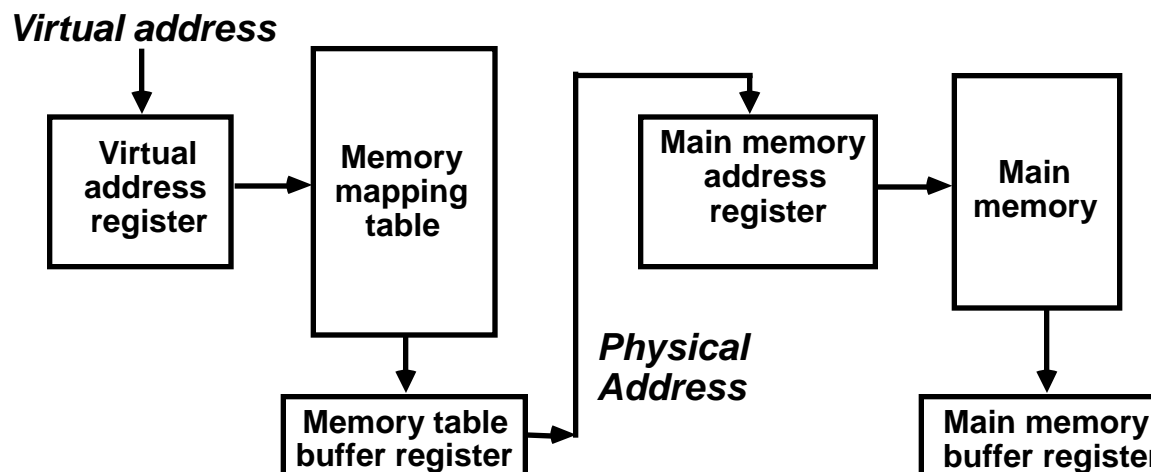 Virtual address
Virtual
address
register
Memory
mapping
table
Memory table
buffer register
Physical
Address
Main memory
address
register
Main
memory
Main memory
buffer register